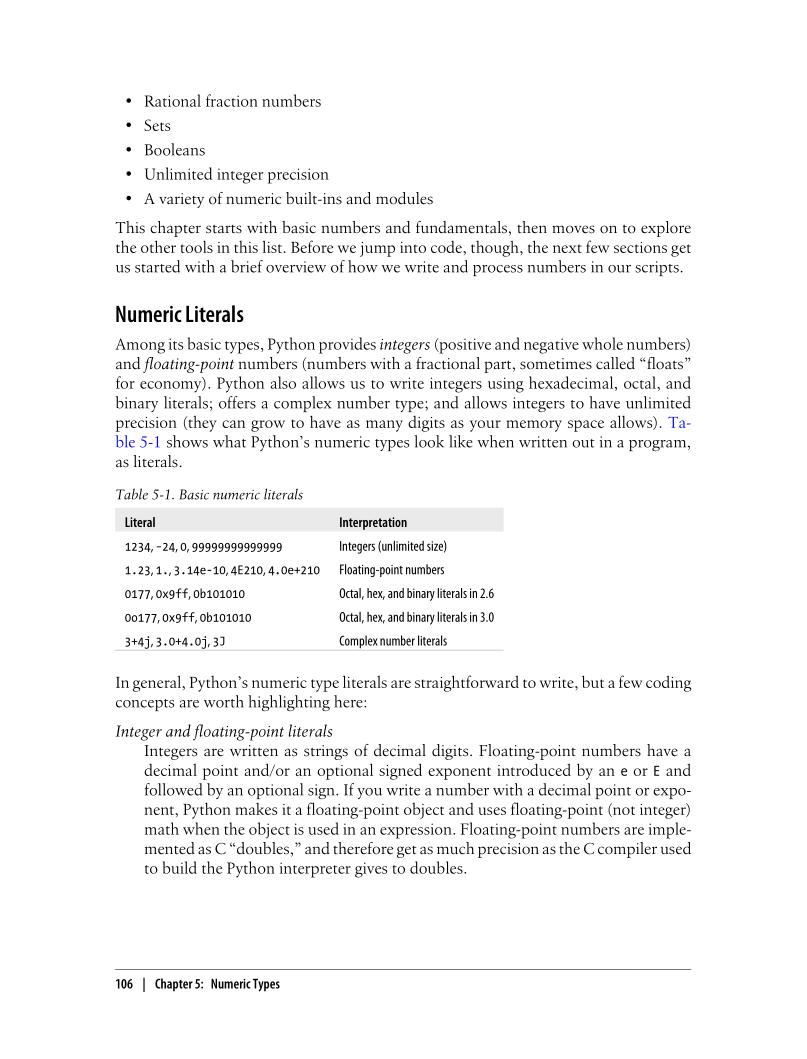 • Rational fraction numbers
• Sets
• Booleans
• Unlimited integer precision
• A variety of numeric built-ins and modules
This chapter starts with basic numbers and fundamentals, then moves on to explore
the other tools in this list. Before we jump into code, though, the next few sections get
us started with a brief overview of how we write and process numbers in our scripts.
Numeric Literals
Among its basic types, Python provides integers (positive and negative whole numbers)
and floating-point numbers (numbers with a fractional part, sometimes called “floats”
for economy). Python also allows us to write integers using hexadecimal, octal, and
binary literals; offers a complex number type; and allows integers to have unlimited
precision (they can grow to have as many digits as your memory space allows). Ta-
ble 5-1 shows what Python’s numeric types look like when written out in a program,
as literals.
Table 5-1. Basic numeric literals
Literal Interpretation
1234, -24, 0, 99999999999999 Integers (unlimited size)
1.23, 1., 3.14e-10, 4E210, 4.0e+210 Floating-point numbers
0177, 0x9ff, 0b101010 Octal, hex, and binary literals in 2.6
0o177, 0x9ff, 0b101010 Octal, hex, and binary literals in 3.0
3+4j, 3.0+4.0j, 3J Complex number literals
In general, Python’s numeric type literals are straightforward to write, but a few coding
concepts are worth highlighting here:
Integer and floating-point literals
Integers are written as strings of decimal digits. Floating-point numbers have a
decimal point and/or an optional signed exponent introduced by an e or E and
followed by an optional sign. If you write a number with a decimal point or expo-
nent, Python makes it a floating-point object and uses floating-point (not integer)
math when the object is used in an expression. Floating-point numbers are imple-
mented as C “doubles,” and therefore get as much precision as the C compiler used
to build the Python interpreter gives to doubles.
106 | Chapter 5: Numeric Types